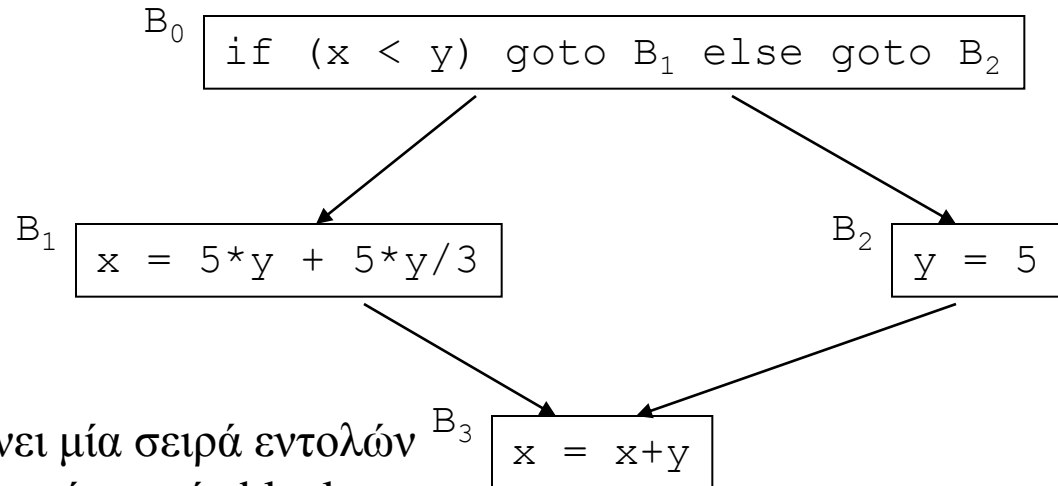 B₀
if (x < y) goto B₁ else goto B₂
B₁
x = 5*y + 5*y/3
B₂
y = 5
νει μία σειρά εντολών
B₃
x = x+y